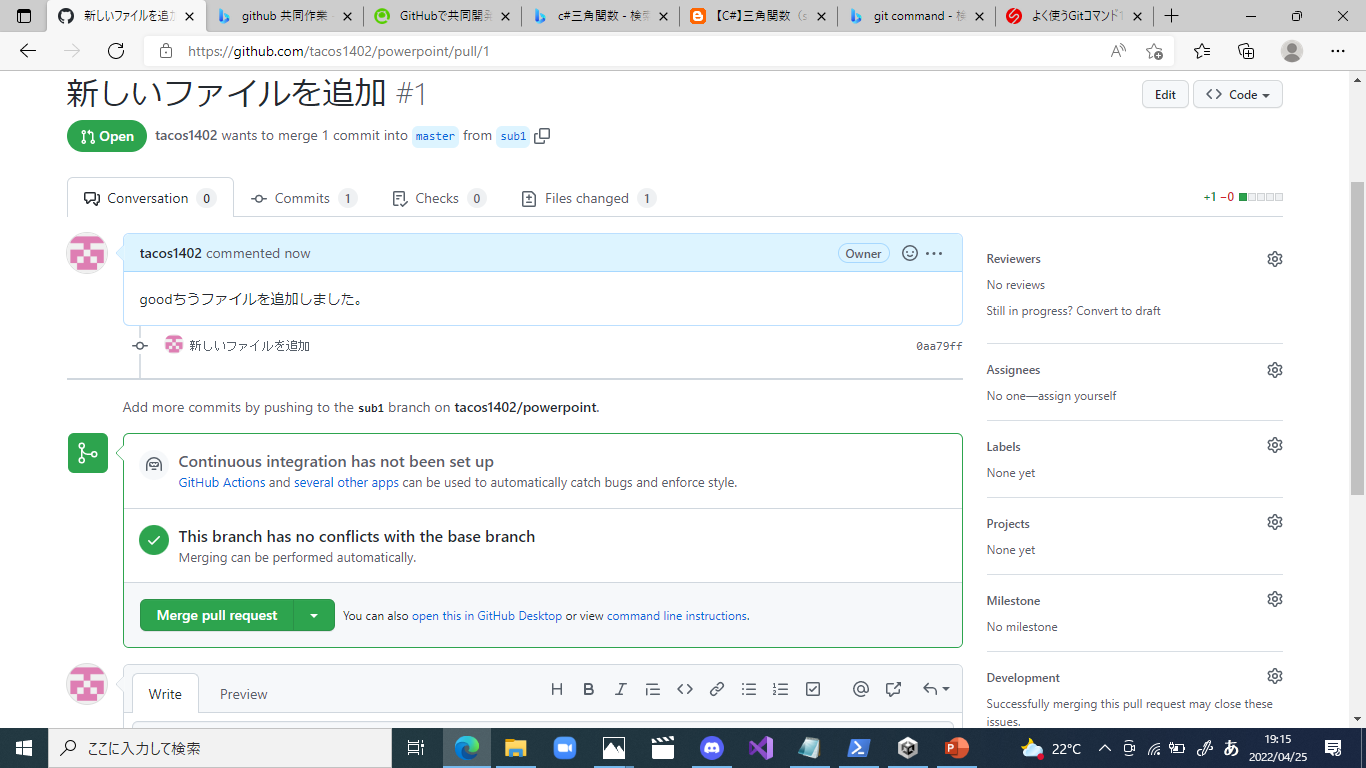 新しいファイルを追加
github 共同作業 -
GitHubで共同開発
c#三角関数 - 検索
【C#】三角関数（s
git command - 検
よく使うGitコマンド
https://github.com/tacos1402/powerpoint/pull/1
新しいファイルを追加 #1
Edit
Code
Open
tacos1402 wants to merge 1 commit into master from sub1
Conversation 0
Commits 1
Checks 0
Files changed 1
+1 −0
tacos1402 commented now
Owner
goodちうファイルを追加しました。
新しいファイルを追加
0aa79ff
Add more commits by pushing to the sub1 branch on tacos1402/powerpoint.
Continuous integration has not been set up
GitHub Actions and several other apps can be used to automatically catch bugs and enforce style.
This branch has no conflicts with the base branch
Merging can be performed automatically.
Merge pull request
You can also open this in GitHub Desktop or view command line instructions.
Write
Preview
Reviewers
No reviews
Still in progress? Convert to draft
Assignees
No one—assign yourself
Labels
None yet
Projects
None yet
Milestone
No milestone
Development
Successfully merging this pull request may close these
issues.
ここに入力して検索
22°C
あ
19:15
2022/04/25